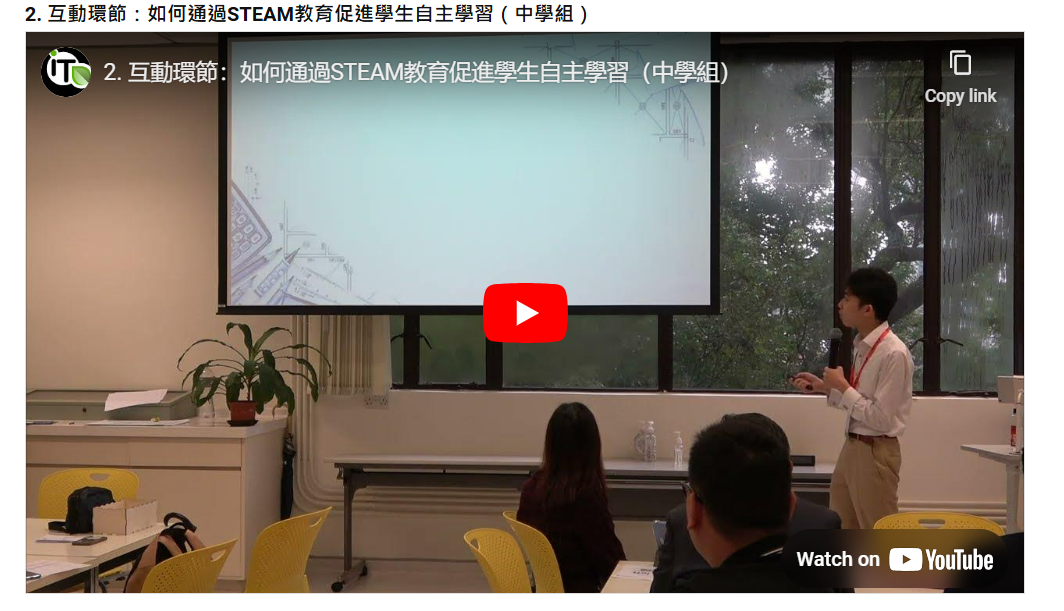 2. 互動環節：如何通過STEAM教育促進學生自主學習（中學組）
iT
2. 互動環節：如何通過STEAM教育促進學生自主學習（中學組）
Copy link
Watch on YouTube